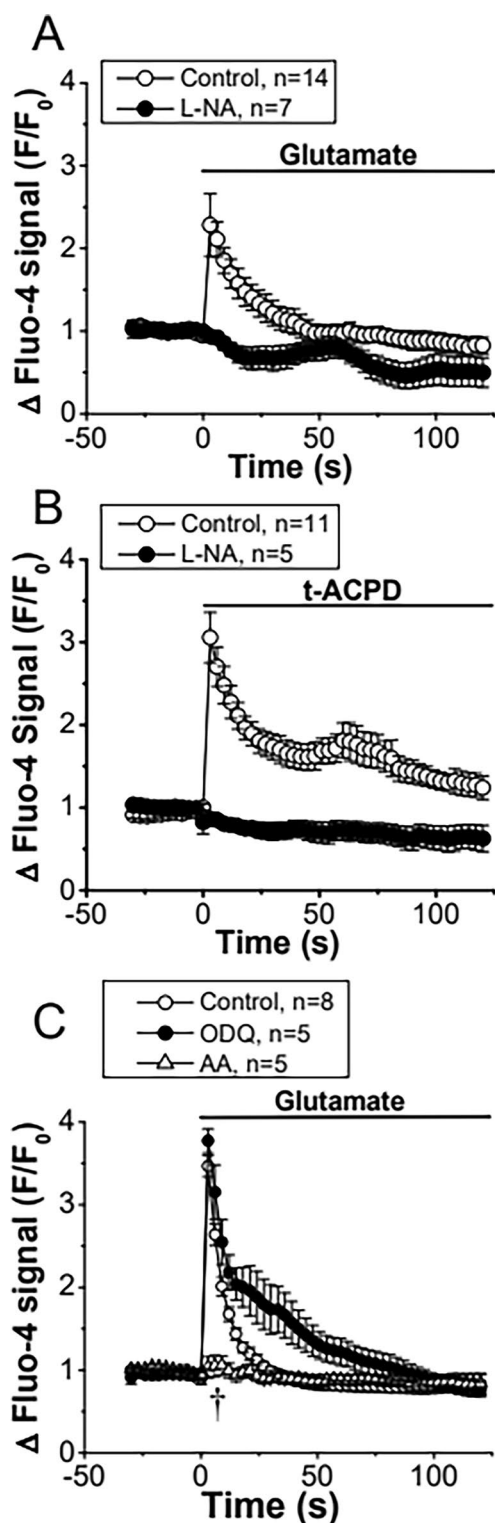 A
Control, n=14
L-NA, n=7
Glutamate
Δ Fluo-4 signal (F/F0)
4
3
2
1
0
-50 0 50 100
Time (s)
B
Control, n=11
L-NA, n=5
t-ACPD
Δ Fluo-4 Signal (F/F0)
4
3
2
1
0
-50 0 50 100
Time (s)
C
Control, n=8
ODQ, n=5
AA, n=5
Glutamate
Δ Fluo-4 signal (F/F0)
4
3
2
1
0
†
-50 0 50 100
Time (s)